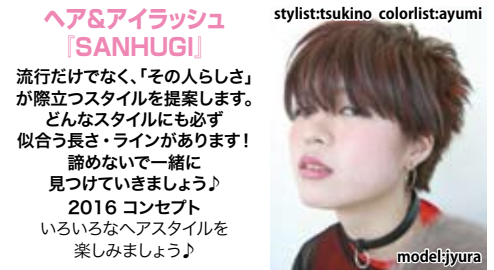 ヘア&アイラッシュ
『SANHUGI』
流行だけでなく、「その人らしさ」
が際立つスタイルを提案します。
どんなスタイルにも必ず
似合う長さ・ラインがあります!
諦めないで一緒に
見つけていきましょう♪
2016 コンセプト
いろいろなヘアスタイルを
楽しみましょう♪
stylist:tsukino colorlist:ayumi
model:jyura